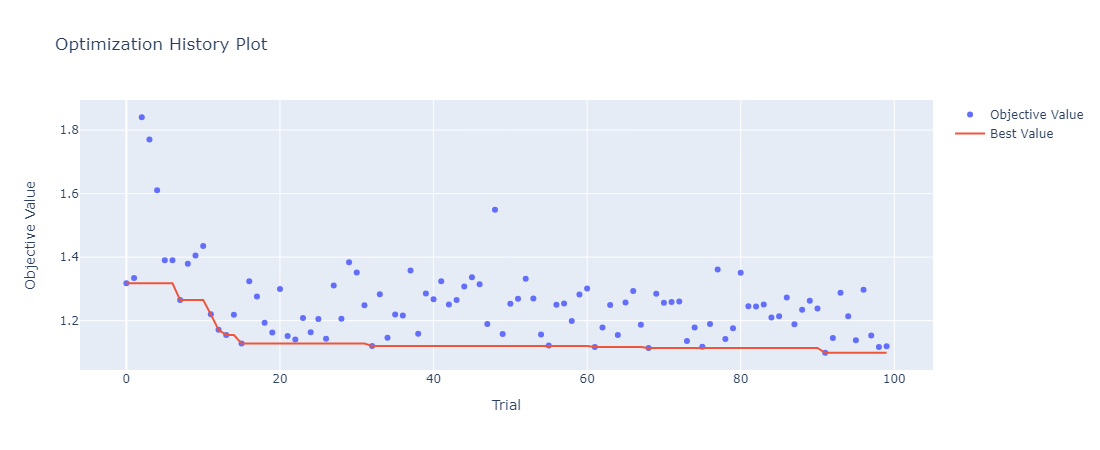 Optimization History Plot
Objective Value
Best Value
1.8
1.6
1.4
1.2
Objective Value
0
20
40
60
80
100
Trial